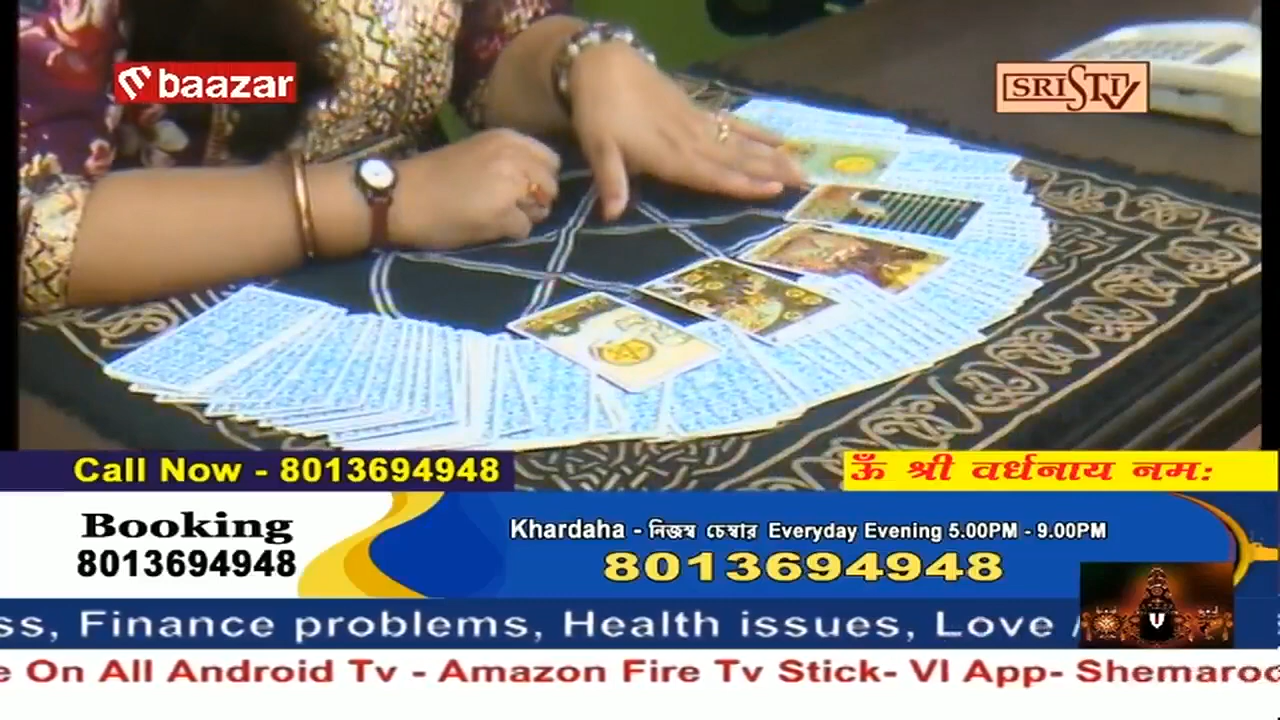 baazar
SRISTI TV
Call Now - 8013694948
ॐ श्री वर्धनाय नमः
Booking
8013694948
Khardaha - নিজস্ব চেম্বার Everyday Evening 5.00PM - 9.00PM
8013694948
ss, Finance problems, Health issues, Love /
e On All Android Tv - Amazon Fire Tv Stick- VI App- Shemaroo